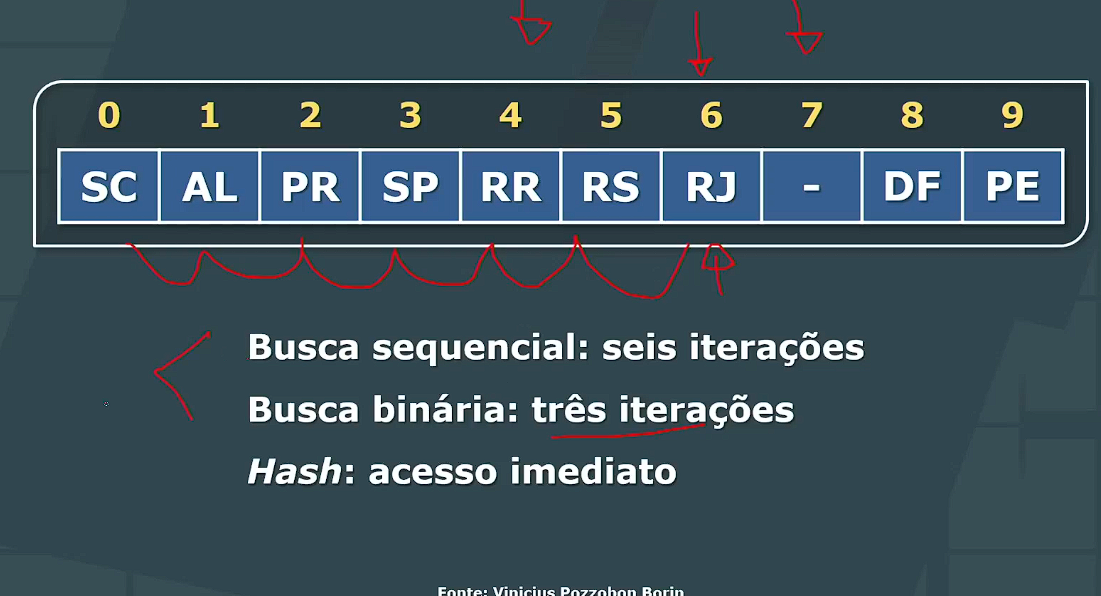 0 1 2 3 4 5 6 7 8 9
SC AL PR SP RR RS RJ - DF PE
Busca sequencial: seis iterações
Busca binária: três iterações
Hash: acesso imediato
Fonte: Vinicius Pozzobon Borin